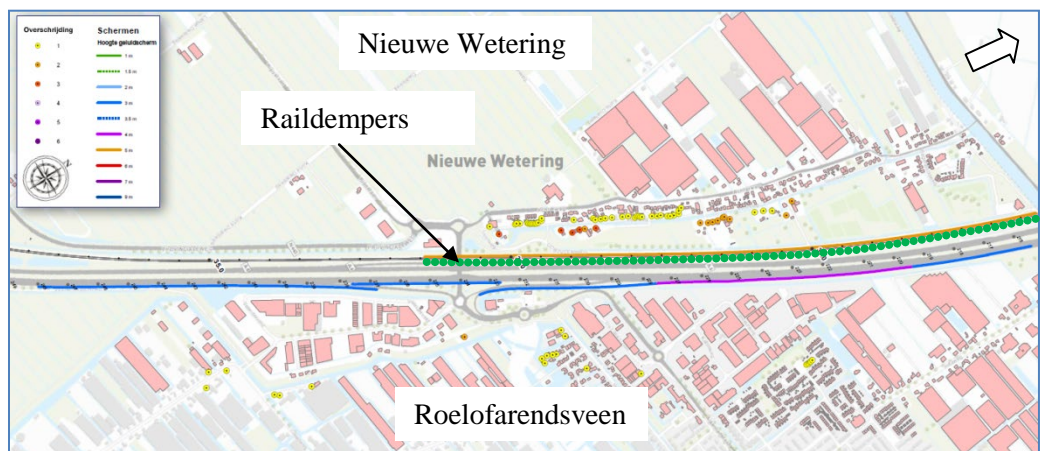 Overschrijding
1
2
3
4
5
6
Schermen
Hoogte geluidscherm
1 m
1.5 m
2 m
3 m
3.5 m
4 m
5 m
6 m
7 m
8 m
N
Nieuwe Wetering
Raildempers
Nieuwe Wetering
Roelofarendsveen